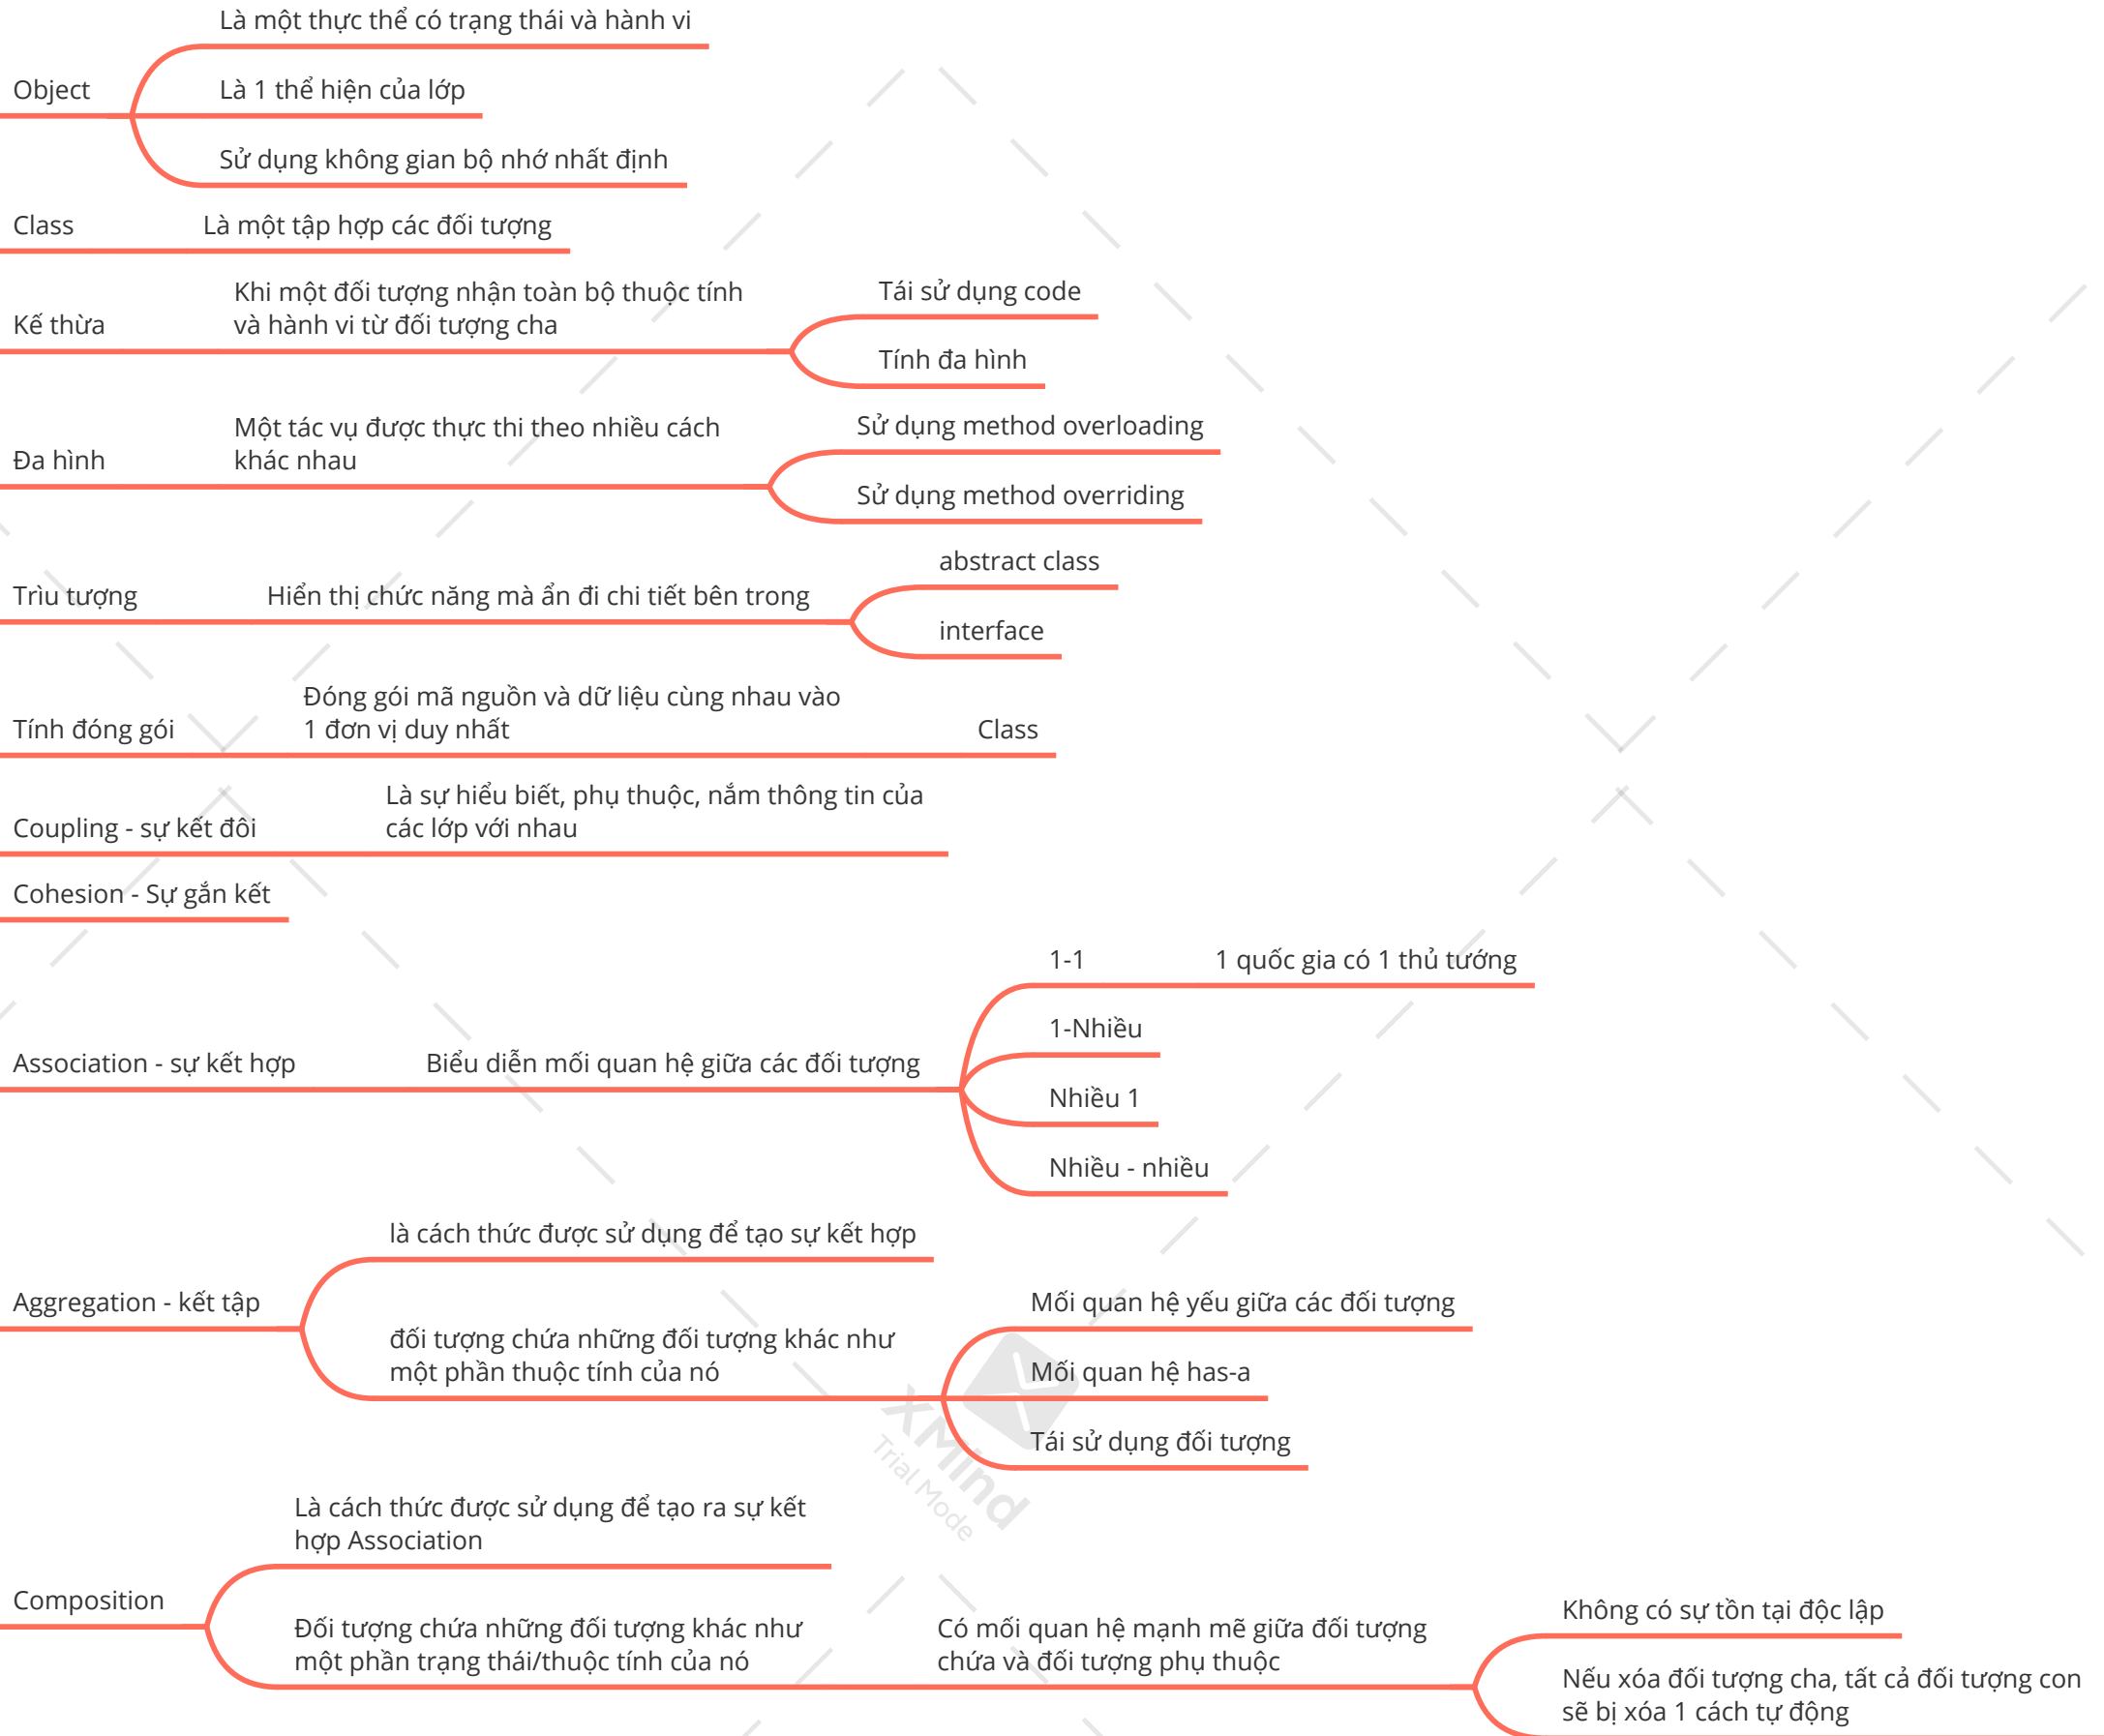 Là một thực thể có trạng thái và hành vi
Object
Là 1 thể hiện của lớp
Sử dụng không gian bộ nhớ nhất định
Class
Là một tập hợp các đối tượng
Kế thừa
Khi một đối tượng nhận toàn bộ thuộc tính
và hành vi từ đối tượng cha
Tái sử dụng code
Tính đa hình
Đa hình
Một tác vụ được thực thi theo nhiều cách
khác nhau
Sử dụng method overloading
Sử dụng method overriding
Trìu tượng
Hiển thị chức năng mà ẩn đi chi tiết bên trong
abstract class
interface
Tính đóng gói
Đóng gói mã nguồn và dữ liệu cùng nhau vào
1 đơn vị duy nhất
Class
Coupling - sự kết đôi
Là sự hiểu biết, phụ thuộc, nắm thông tin của
các lớp với nhau
Cohesion - Sự gắn kết
Association - sự kết hợp
Biểu diễn mối quan hệ giữa các đối tượng
1-1
1 quốc gia có 1 thủ tướng
1-Nhiều
Nhiều 1
Nhiều - nhiều
Aggregation - kết tập
là cách thức được sử dụng để tạo sự kết hợp
đối tượng chứa những đối tượng khác như
một phần thuộc tính của nó
Mối quan hệ yếu giữa các đối tượng
Mối quan hệ has-a
Tái sử dụng đối tượng
XMind
Trial Mode
Composition
Là cách thức được sử dụng để tạo ra sự kết
hợp Association
Đối tượng chứa những đối tượng khác như
một phần trạng thái/thuộc tính của nó
Có mối quan hệ mạnh mẽ giữa đối tượng
chứa và đối tượng phụ thuộc
Không có sự tồn tại độc lập
Nếu xóa đối tượng cha, tất cả đối tượng con
sẽ bị xóa 1 cách tự động